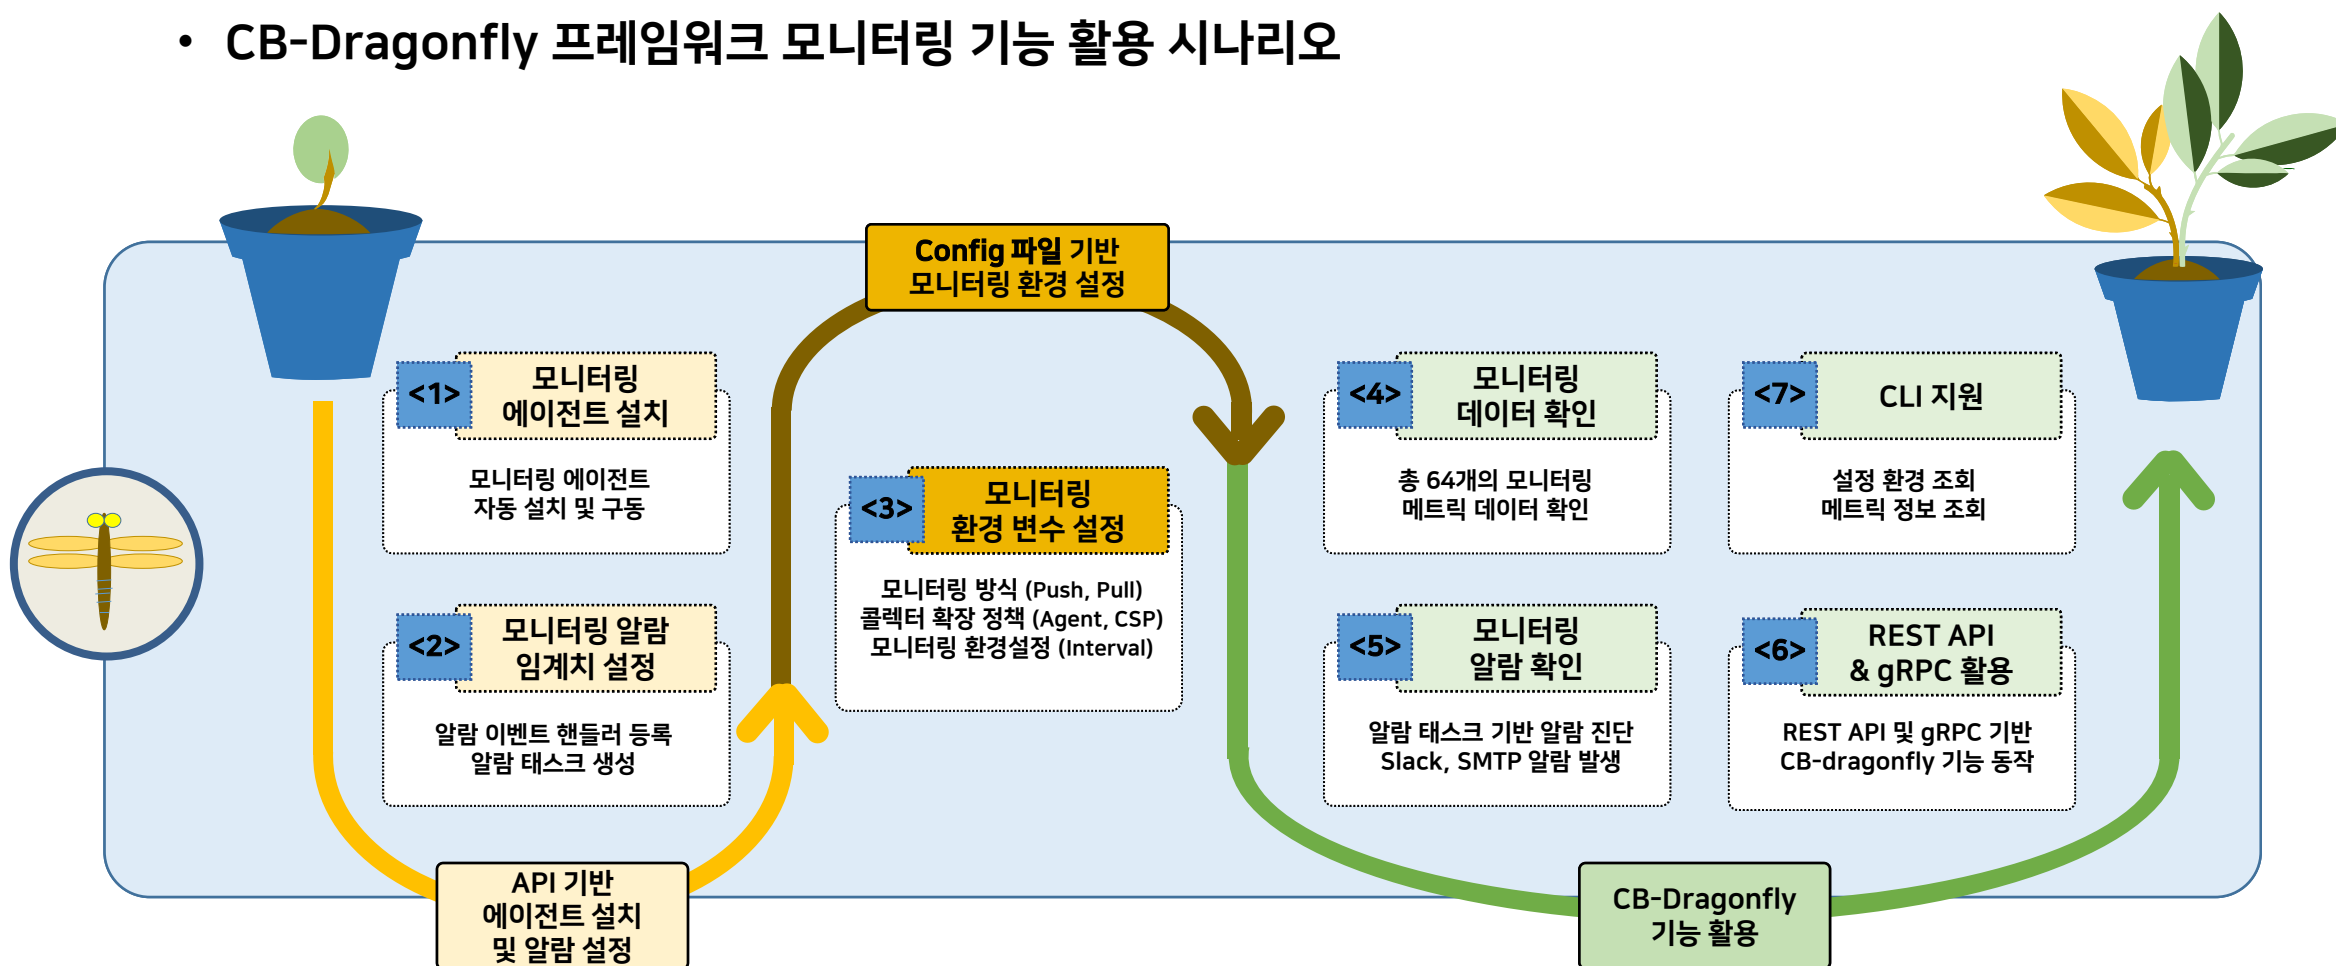 • CB-Dragonfly 프레임워크 모니터링 기능 활용 시나리오
Config 파일 기반
모니터링 환경 설정
<1>
모니터링
에이전트 설치
모니터링 에이전트
자동 설치 및 구동
<2>
모니터링 알람
임계치 설정
알람 이벤트 핸들러 등록
알람 태스크 생성
API 기반
에이전트 설치
및 알람 설정
<3>
모니터링
환경 변수 설정
모니터링 방식 (Push, Pull)
콜렉터 확장 정책 (Agent, CSP)
모니터링 환경설정 (Interval)
<4>
모니터링
데이터 확인
총 64개의 모니터링
메트릭 데이터 확인
<5>
모니터링
알람 확인
알람 태스크 기반 알람 진단
Slack, SMTP 알람 발생
<7>
CLI 지원
설정 환경 조회
메트릭 정보 조회
<6>
REST API
& gRPC 활용
REST API 및 gRPC 기반
CB-dragonfly 기능 동작
CB-Dragonfly
기능 활용